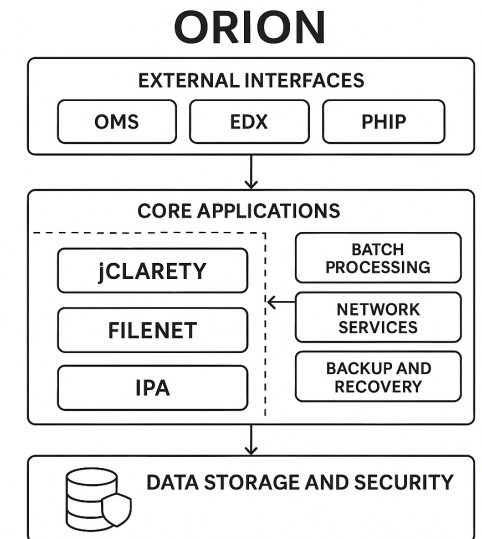 ORION
EXTERNAL INTERFACES
OMS
EDX
PHIP
CORE APPLICATIONS
jCLARETY
FILENET
IPA
BATCH
PROCESSING
NETWORK
SERVICES
BACKUP AND
RECOVERY
DATA STORAGE AND SECURITY